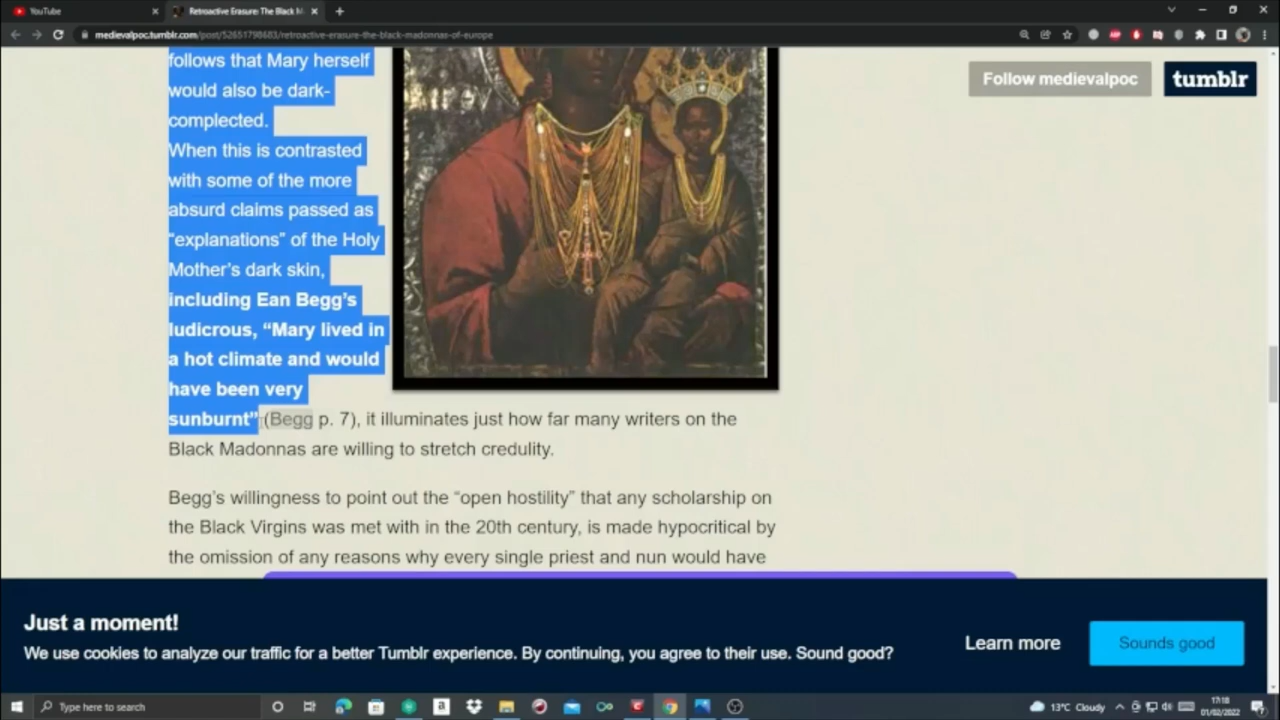 YouTube
Retroactive Erasure: The Black M
medievalpoc.tumblr.com/post/52651798683/retroactive-erasure-the-black-madonnas-of-europe
Follow medievalpoc
tumblr
follows that Mary herself
would also be dark-
complected.
When this is contrasted
with some of the more
absurd claims passed as
“explanations” of the Holy
Mother’s dark skin,
including Ean Begg’s
ludicrous, “Mary lived in
a hot climate and would
have been very
sunburnt” (Begg p. 7), it illuminates just how far many writers on the
Black Madonnas are willing to stretch credulity.
Begg’s willingness to point out the “open hostility” that any scholarship on
the Black Virgins was met with in the 20th century, is made hypocritical by
the omission of any reasons why every single priest and nun would have
Just a moment!
We use cookies to analyze our traffic for a better Tumblr experience. By continuing, you agree to their use. Sound good?
Learn more
Sounds good
Type here to search
13°C Cloudy
17:18
01/02/2022